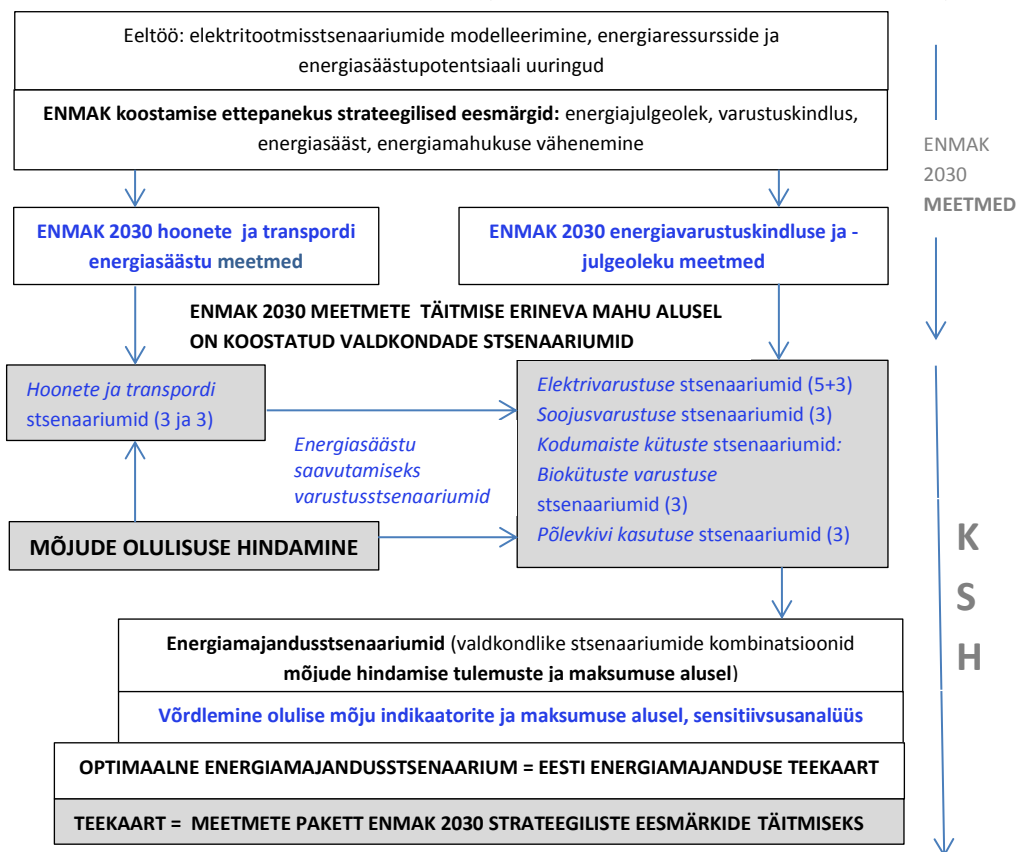 Eeltöö: elektritootmisstsenaariumide modelleerimine, energiaressursside ja
energiasäästupotentsiaali uuringud
ENMAK koostamise ettepanekus strateegilised eesmärgid: energiajulgeolek, varustuskindlus,
energiasääst, energiamahukuse vähenemine
ENMAK
2030
MEETMED
ENMAK 2030 hoonete ja transpordi
energiasäästu meetmed
ENMAK 2030 energiavarustuskindluse ja -
julgeoleku meetmed
ENMAK 2030 MEETMETE TÄITMISE ERINEVA MAHU ALUSEL
ON KOOSTATUD VALDKONDADE STSENAARIUMID
Hoonete ja transpordi
stsenaariumid (3 ja 3)
Energiasäästu
saavutamiseks
varustusstsenaariumid
Elektrivarustuse stsenaariumid (5+3)
Soojusvarustuse stsenaariumid (3)
Kodumaiste kütuste stsenaariumid:
Biokütuste varustuse
stsenaariumid (3)
Põlevkivi kasutuse stsenaariumid (3)
MÕJUDE OLULISUSE HINDAMINE
K
S
H
Energiamajandusstsenaariumid (valdkondlike stsenaariumide kombinatsioonid
mõjude hindamise tulemuste ja maksumuse alusel)
Võrdlemine olulise mõju indikaatorite ja maksumuse alusel, sensitiivsusanalüüs
OPTIMAALNE ENERGIAMAJANDUSSTSENAARIUM = EESTI ENERGIAMAJANDUSE TEEKAART
TEEKAART = MEETMETE PAKETT ENMAK 2030 STRATEEGILISTE EESMÄRKIDE TÄITMISEKS